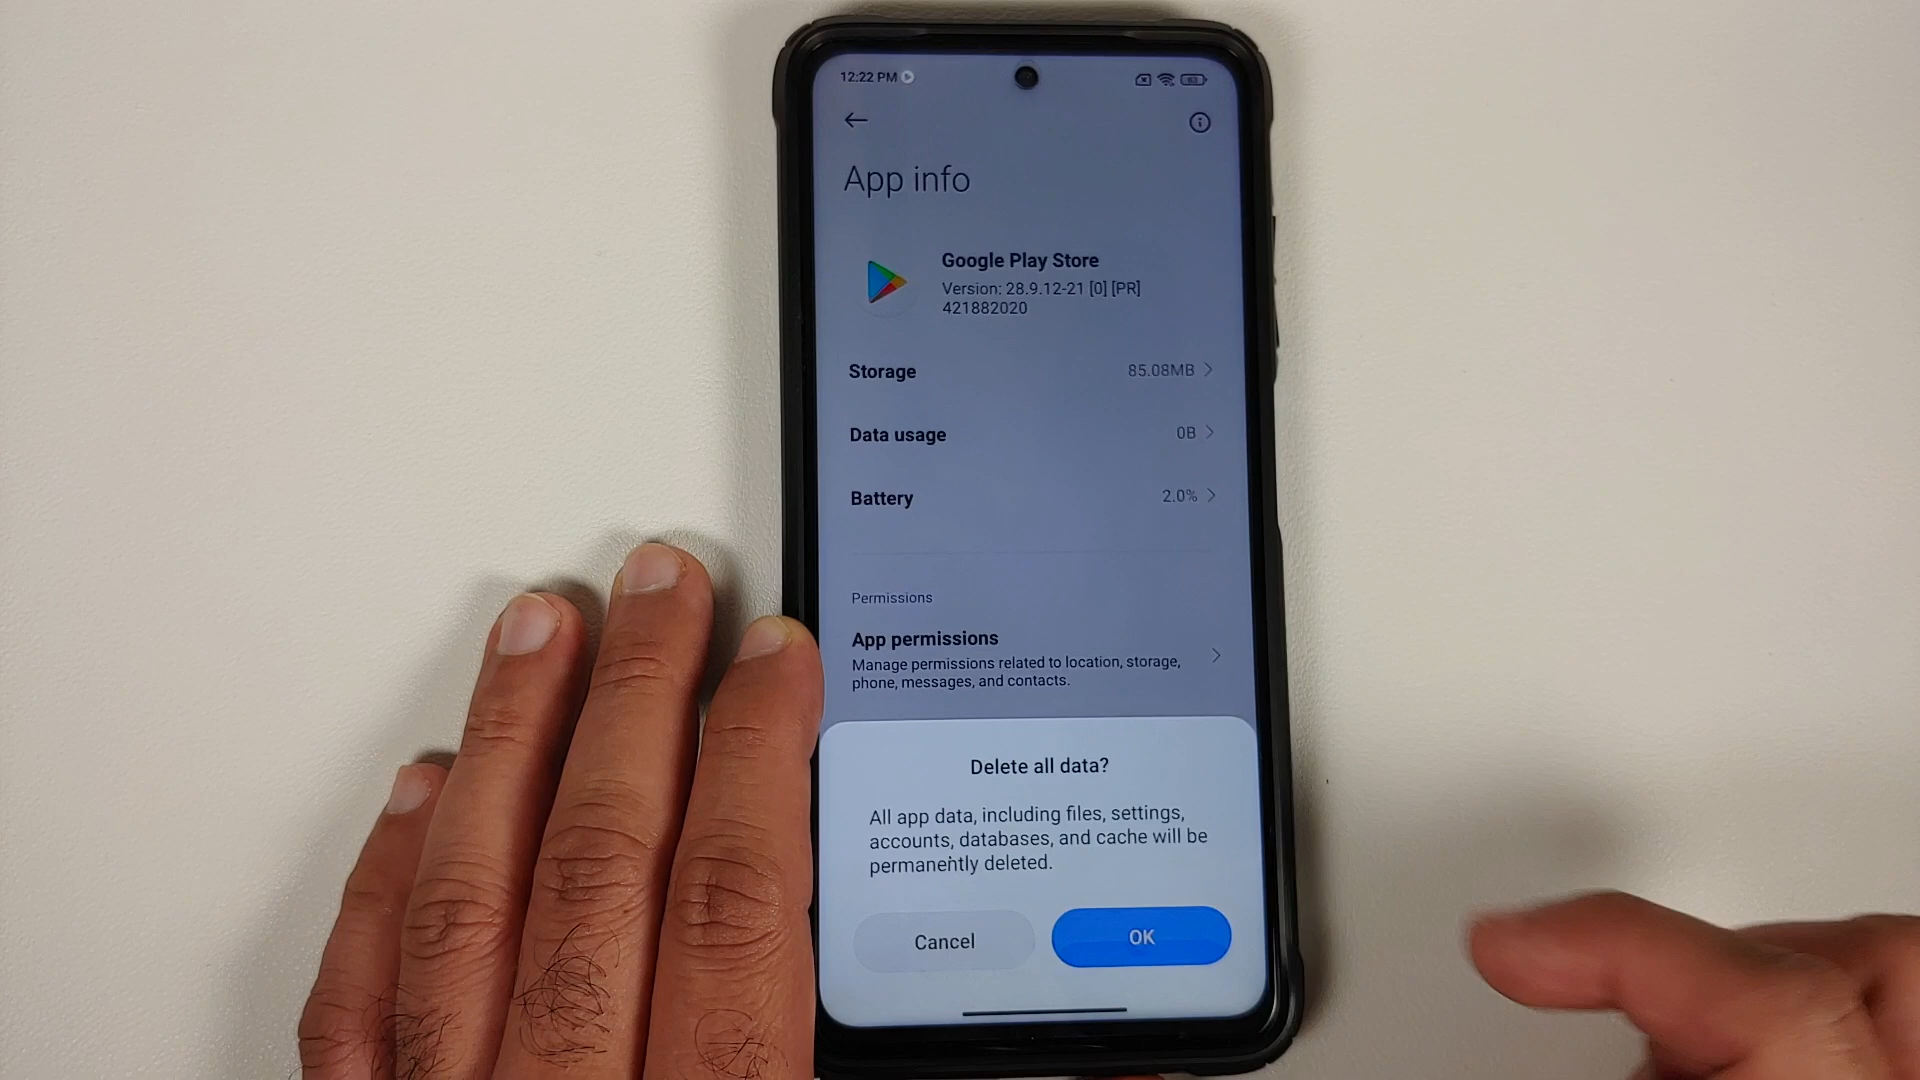 12:22 PM
63
App info
Google Play Store
Version: 28.9.12-21 [0] [PR]
421882020
Storage 85.08MB
Data usage 0B
Battery 2.0%
Permissions
App permissions
Manage permissions related to location, storage,
phone, messages, and contacts.
Delete all data?
All app data, including files, settings,
accounts, databases, and cache will be
permanently deleted.
Cancel OK